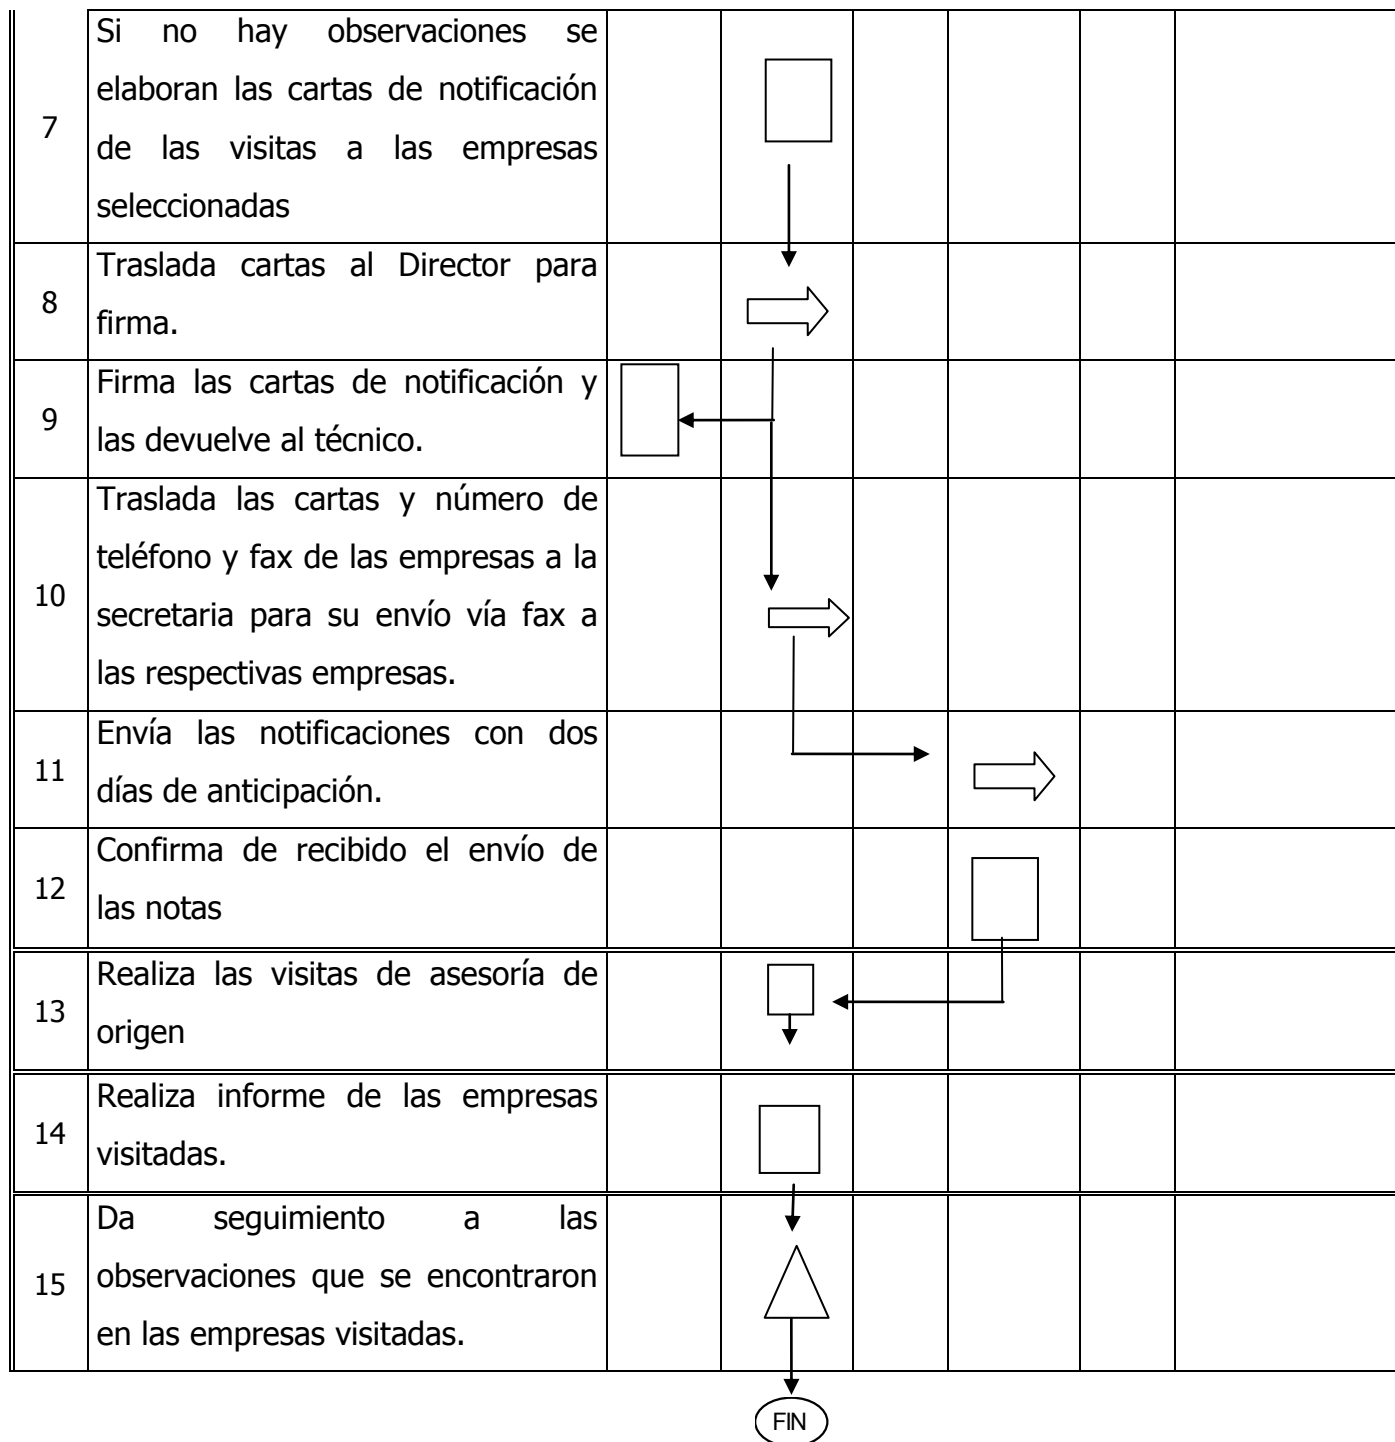 7
Si no hay observaciones se
elaboran las cartas de notificación
de las visitas a las empresas
seleccionadas
8
Traslada cartas al Director para
firma.
9
Firma las cartas de notificación y
las devuelve al técnico.
10
Traslada las cartas y número de
teléfono y fax de las empresas a la
secretaria para su envío vía fax a
las respectivas empresas.
11
Envía las notificaciones con dos
días de anticipación.
12
Confirma de recibido el envío de
las notas
13
Realiza las visitas de asesoría de
origen
14
Realiza informe de las empresas
visitadas.
15
Da seguimiento a las
observaciones que se encontraron
en las empresas visitadas.
FIN